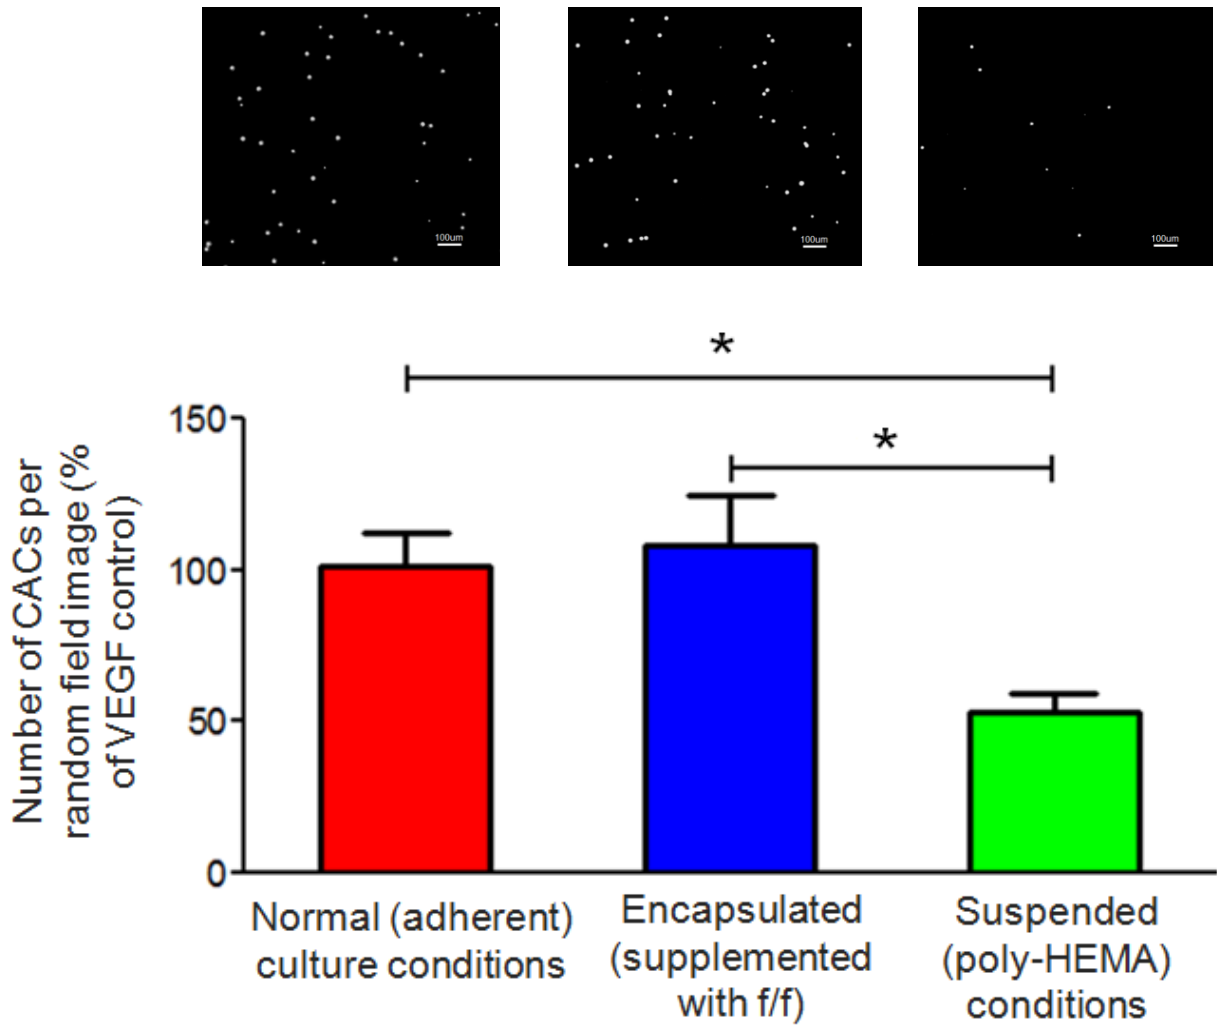 100um
100um
100um
*
*
150
100
50
0
Number of CACs per
random field image (%
of VEGF control)
Normal (adherent)
culture conditions
Encapsulated
(supplemented
with f/f)
Suspended
(poly-HEMA)
conditions